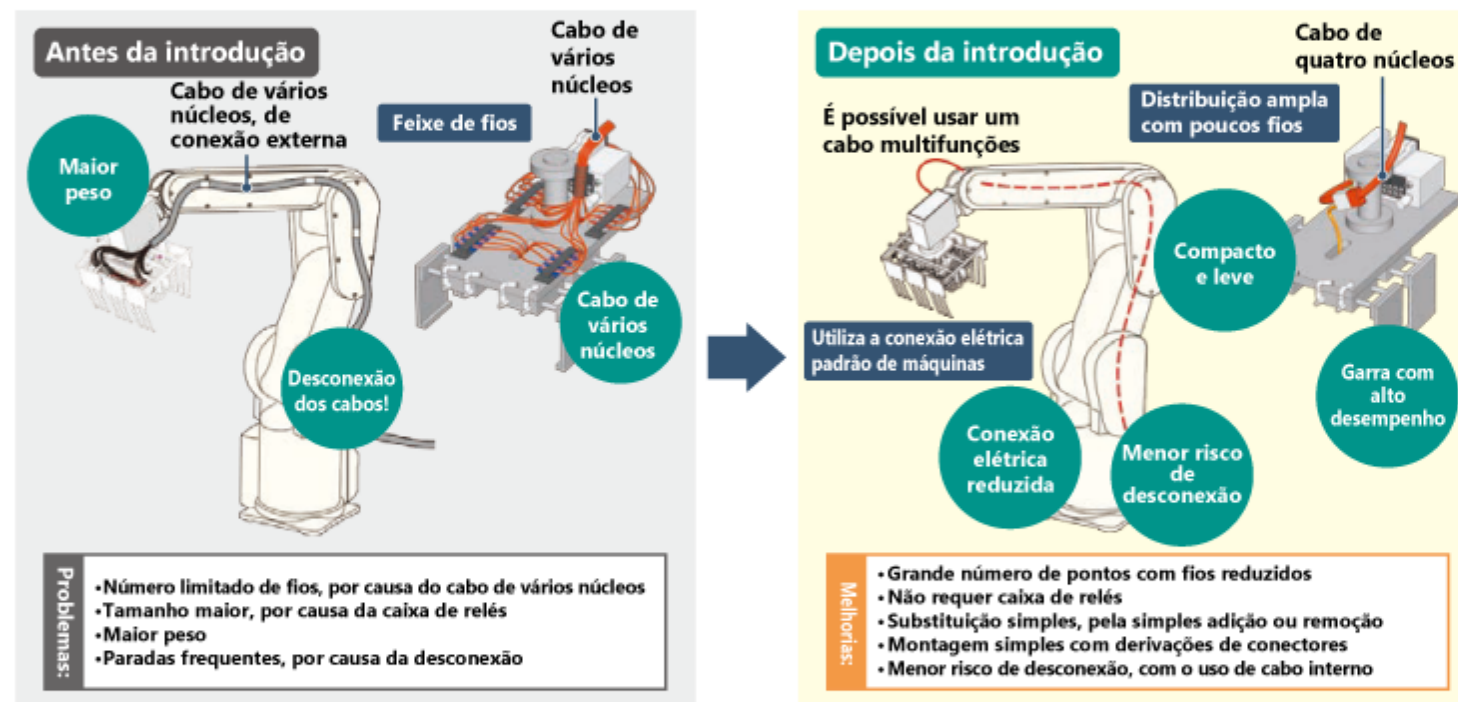 Antes da introdução
Cabo de
vários
núcleos
Cabo de vários
núcleos, de
conexão externa
Feixe de fios
Maior
peso
Cabo de
vários
núcleos
Desconexão
dos cabos!
Problemas:
•Número limitado de fios, por causa do cabo de vários núcleos
•Tamanho maior, por causa da caixa de relés
•Maior peso
•Paradas frequentes, por causa da desconexão
Depois da introdução
Cabo de
quatro núcleos
Distribuição ampla
com poucos fios
É possível usar um
cabo multifunções
Compacto
e leve
Utiliza a conexão elétrica
padrão de máquinas
Garra com
alto
desempenho
Conexão
elétrica
reduzida
Menor risco
de
desconexão
Melhorias:
•Grande número de pontos com fios reduzidos
•Não requer caixa de relés
•Substituição simples, pela simples adição ou remoção
•Montagem simples com derivações de conectores
•Menor risco de desconexão, com o uso de cabo interno